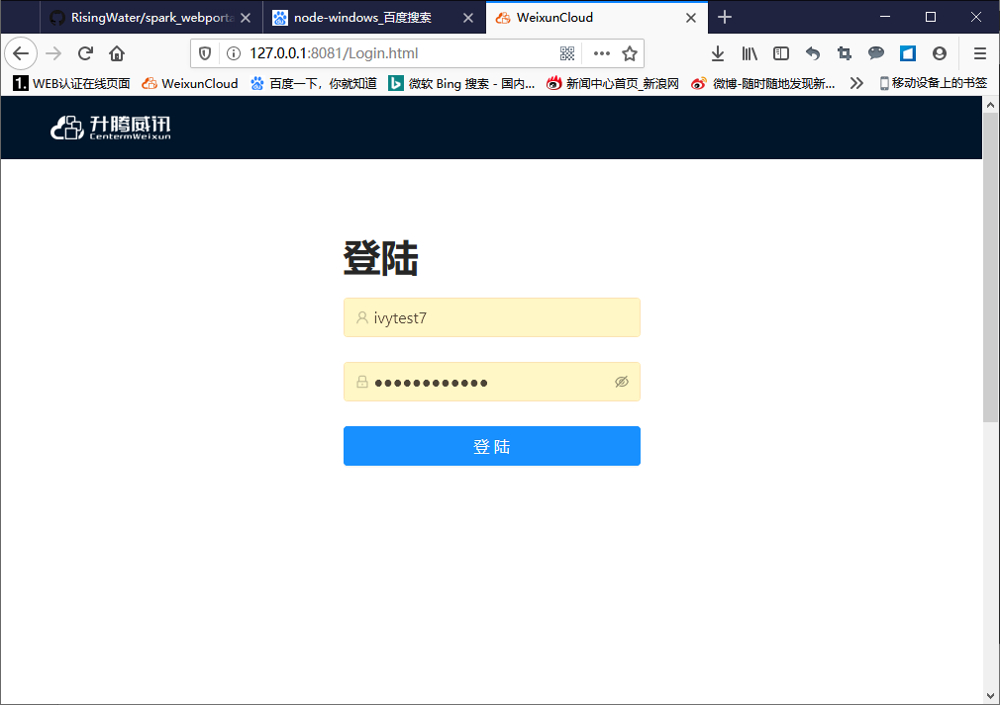 RisingWater/spark_webporta
node-windows_百度搜索
WeixunCloud
127.0.0.1:8081/Login.html
1. WEB认证在线页面
WeixunCloud
百度一下，你就知道
b 微软 Bing 搜索 - 国内...
新闻中心首页_新浪网
微博-随时随地发现新...
移动设备上的书签
升腾威讯
CentermWeixun
登陆
ivytest7
登 陆